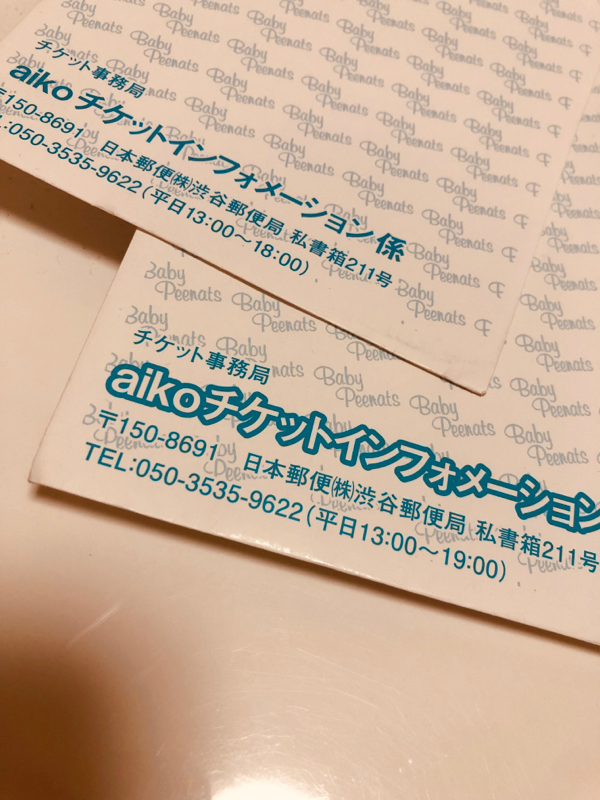 Baby Peenats
チケット事務局
aiko チケットインフォメーション係
〒150-8691 日本郵便㈱渋谷郵便局 私書箱211号
:050-3535-9622(平日13:00〜18:00)
Baby Peenats
チケット事務局
aikoチケットインフォメーション
〒150-8691 日本郵便㈱渋谷郵便局 私書箱211号
TEL:050-3535-9622(平日13:00〜19:00)